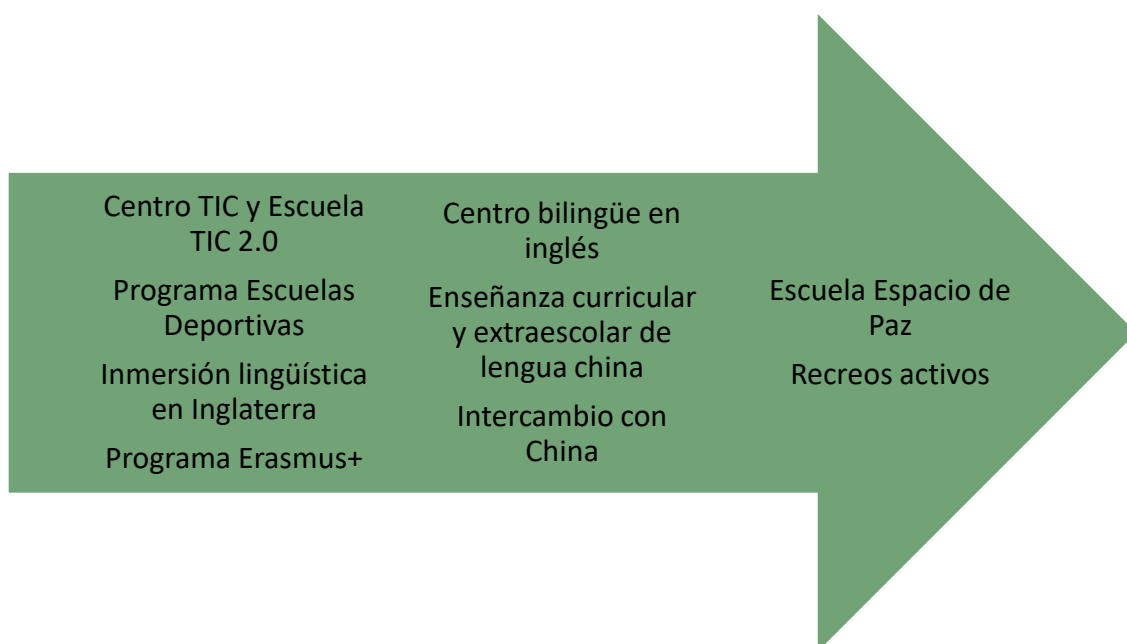 Centro TIC y Escuela
TIC 2.0
Programa Escuelas
Deportivas
Inmersión lingüística
en Inglaterra
Programa Erasmus+
Centro bilingüe en
inglés
Enseñanza curricular
y extraescolar de
lengua china
Intercambio con
China
Escuela Espacio de
Paz
Recreos activos